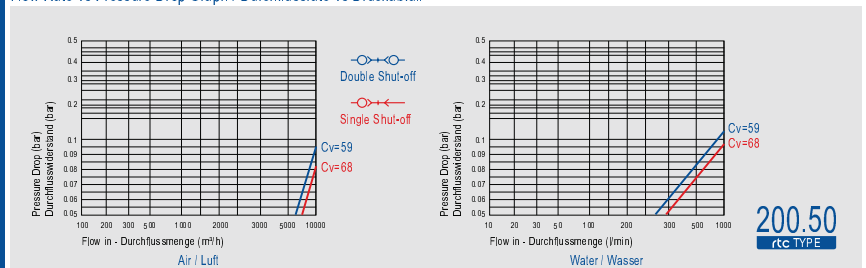 0.5
0.4
0.3
0.2
0.1
0.09
0.08
0.07
0.06
0.05
Pressure Drop (bar)
Durchflusswiderstand (bar)
100 200 300 500 1000 2000 3000 5000 10000
Flow in - Durchflussmenge (m³/h)
Air / Luft
Cv=59
Cv=68
Double Shut-off
Single Shut-off
0.5
0.4
0.3
0.2
0.1
0.09
0.08
0.07
0.06
0.05
Pressure Drop (bar)
Durchflusswiderstand (bar)
10 20 30 50 100 200 300 500 1000
Flow in - Durchflussmenge (l/min)
Water / Wasser
Cv=59
Cv=68
200.50
rtc TYPE